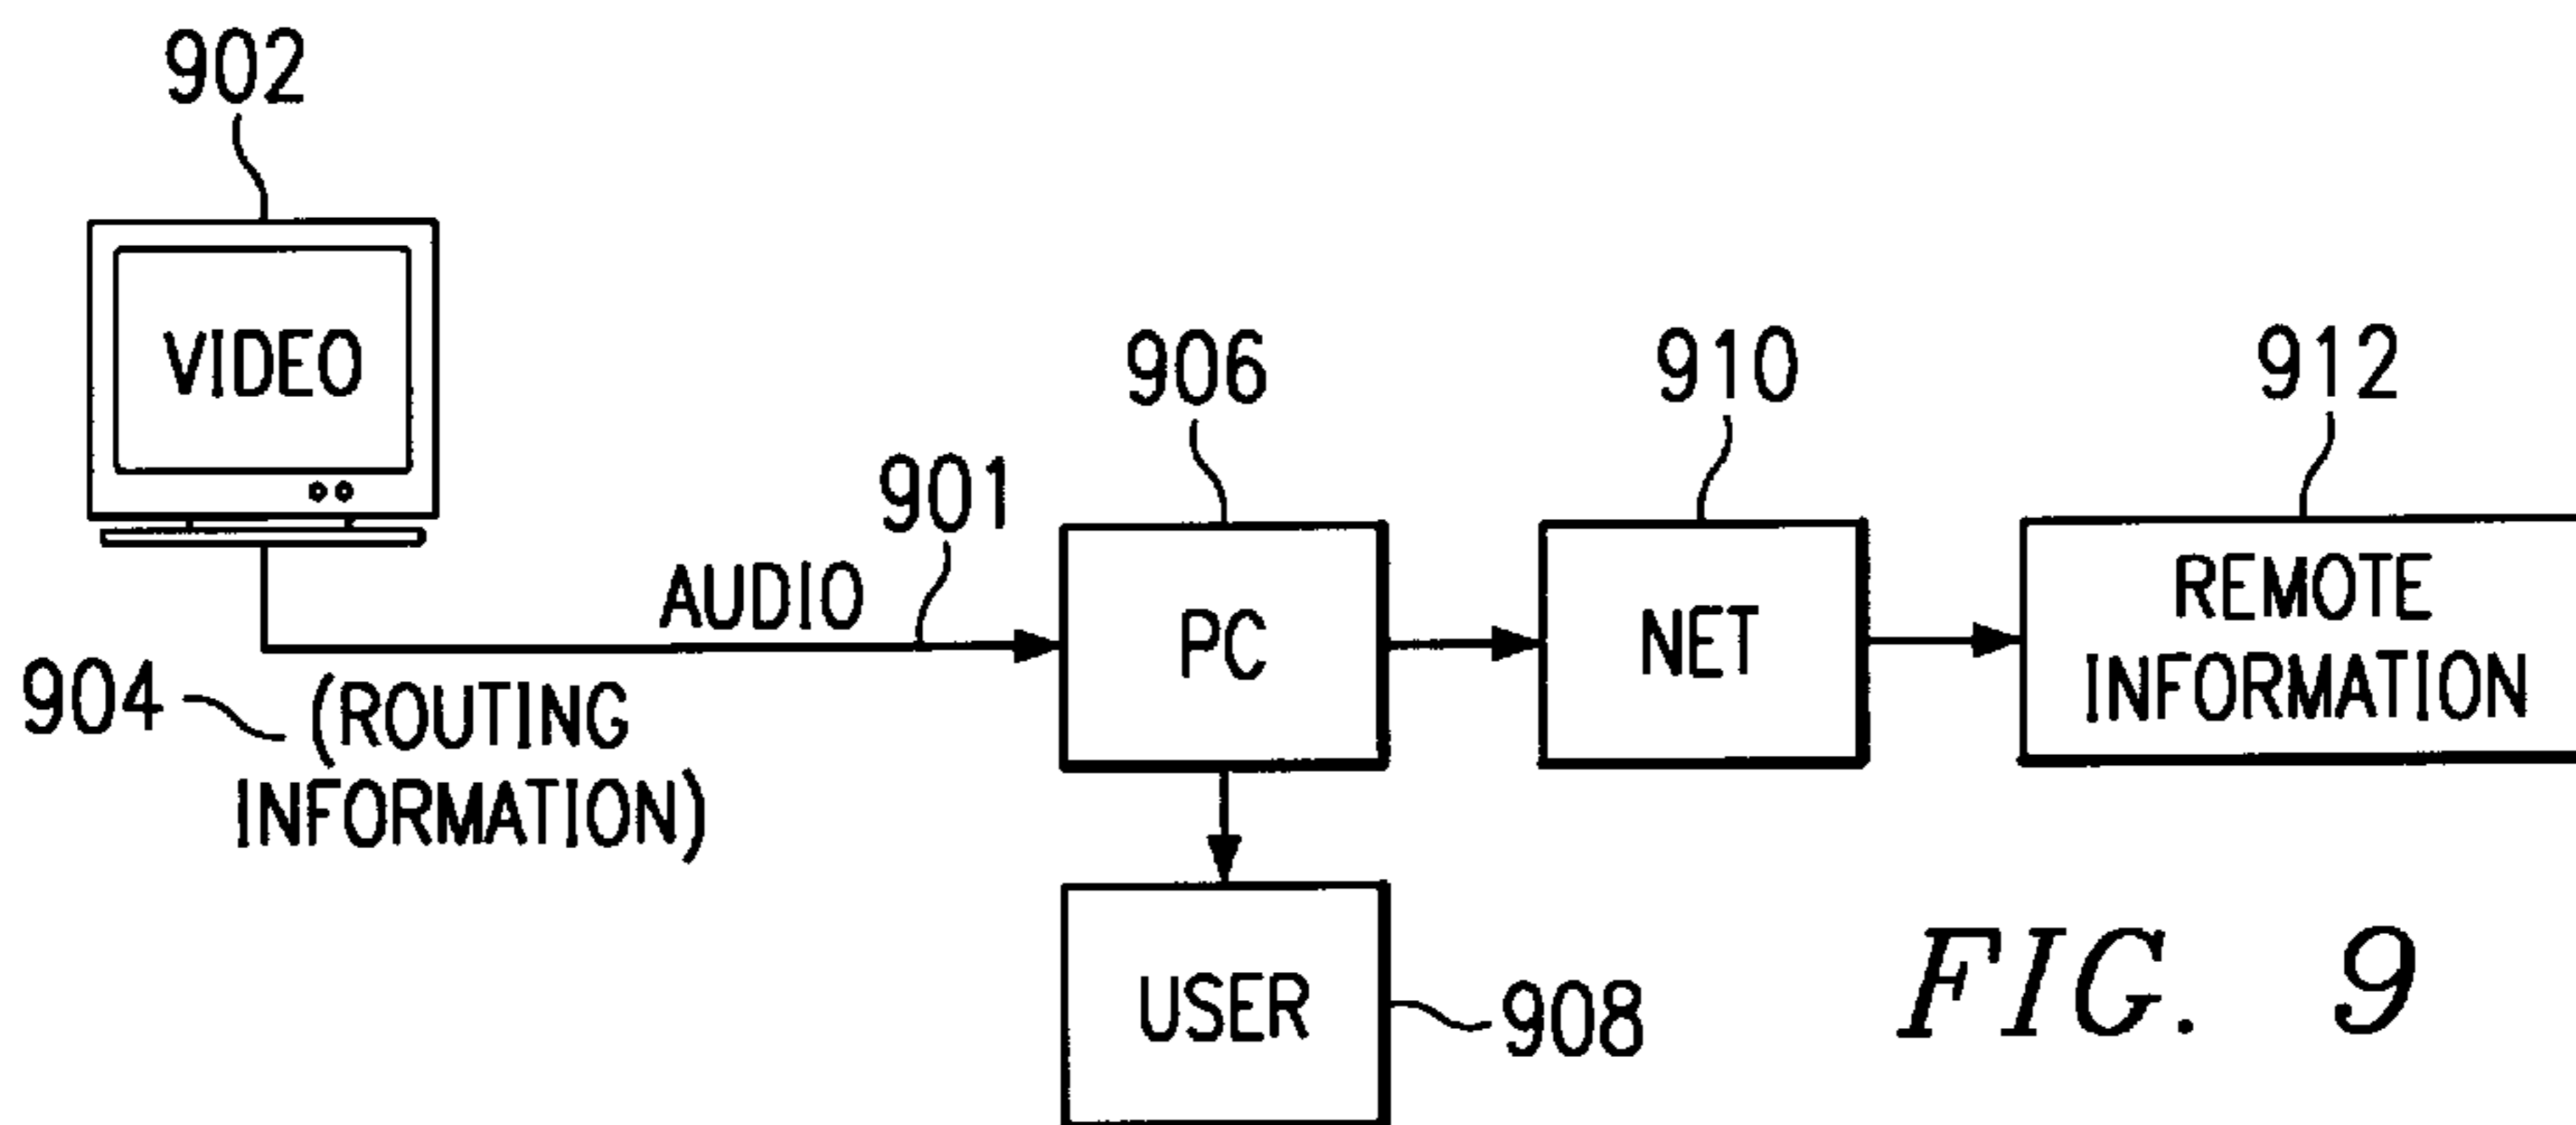 902
VIDEO
901
AUDIO
904
(ROUTING
INFORMATION)
906
PC
910
NET
912
REMOTE
INFORMATION
USER
908
FIG. 9